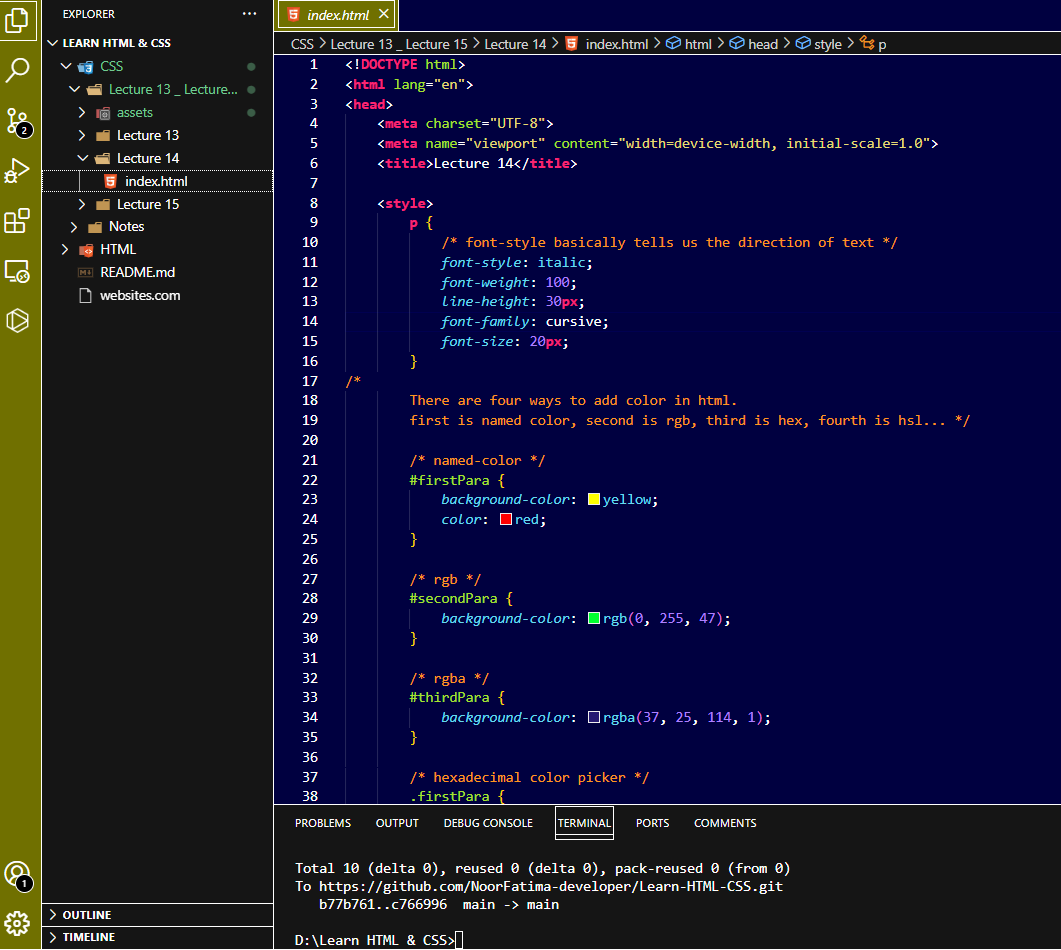 EXPLORER
LEARN HTML & CSS
CSS
Lecture 13 _ Lecture...
assets
Lecture 13
Lecture 14
index.html
Lecture 15
Notes
HTML
README.md
websites.com
OUTLINE
TIMELINE
2
1
index.html
CSS > Lecture 13 _ Lecture 15 > Lecture 14 > index.html > html > head > style > p
1 <!DOCTYPE html>
2 <html lang="en">
3 <head>
4     <meta charset="UTF-8">
5     <meta name="viewport" content="width=device-width, initial-scale=1.0">
6     <title>Lecture 14</title>
7
8     <style>
9         p {
10             /* font-style basically tells us the direction of text */
11             font-style: italic;
12             font-weight: 100;
13             line-height: 30px;
14             font-family: cursive;
15             font-size: 20px;
16         }
17 /*
18         There are four ways to add color in html.
19         first is named color, second is rgb, third is hex, fourth is hsl... */
20
21         /* named-color */
22         #firstPara {
23             background-color: yellow;
24             color: red;
25         }
26
27         /* rgb */
28         #secondPara {
29             background-color: rgb(0, 255, 47);
30         }
31
32         /* rgba */
33         #thirdPara {
34             background-color: rgba(37, 25, 114, 1);
35         }
36
37         /* hexadecimal color picker */
38         .firstPara {
PROBLEMS OUTPUT DEBUG CONSOLE TERMINAL PORTS COMMENTS
Total 10 (delta 0), reused 0 (delta 0), pack-reused 0 (from 0)
To https://github.com/NoorFatima-developer/Learn-HTML-CSS.git
   b77b761..c766996  main -> main
D:\Learn HTML & CSS>